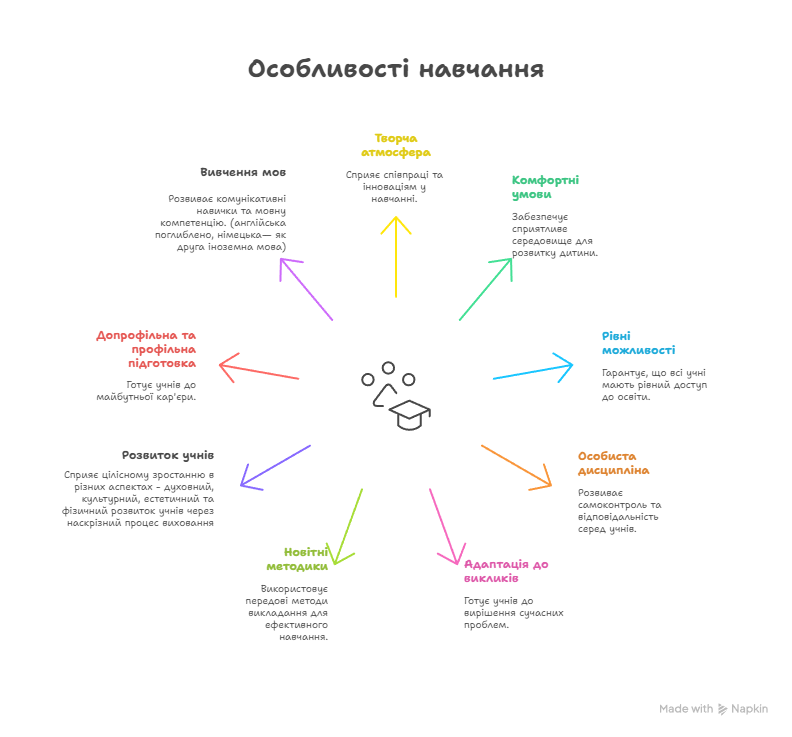 Особливості навчання
Творча
атмосфера
Сприяє співпраці та
інноваціям у
навчанні.
Вивчення мов
Розвиває комунікативні
навички та мовну
компетенцію. (англійська
поглиблено, німецька— як
друга іноземна мова)
Комфортні
умови
Забезпечує
сприятливе
середовище для
розвитку дитини.
Допрофільна та
профільна
підготовка
Готує учнів до
майбутньої кар'єри.
Рівні
можливості
Гарантує, що всі учні
мають рівний доступ
до освіти.
Розвиток учнів
Сприяє цілісному зростанню в
різних аспектах - духовний,
культурний, естетичний та
фізичний розвиток учнів через
наскрізний процес виховання
Особиста
дисципліна
Розвиває
самоконтроль та
відповідальність
серед учнів.
Новітні
методики
Використовує
передові методи
викладання для
ефективного
навчання.
Адаптація до
викликів
Готує учнів до
вирішення сучасних
проблем.
Made with Napkin